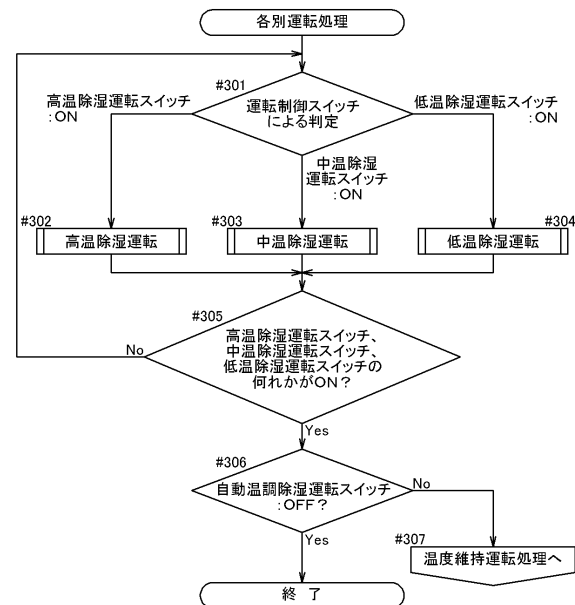 各別運転処理
#301
高温除湿運転スイッチ
:ON
運転制御スイッチ
による判定
低温除湿運転スイッチ
:ON
中温除湿
運転スイッチ
:ON
#302
高温除湿運転
#303
中温除湿運転
#304
低温除湿運転
#305
高温除湿運転スイッチ、
中温除湿運転スイッチ、
低温除湿運転スイッチの
何れかがON?
No
Yes
#306
自動温調除湿運転スイッチ
:OFF?
No
Yes
#307
温度維持運転処理へ
終 了